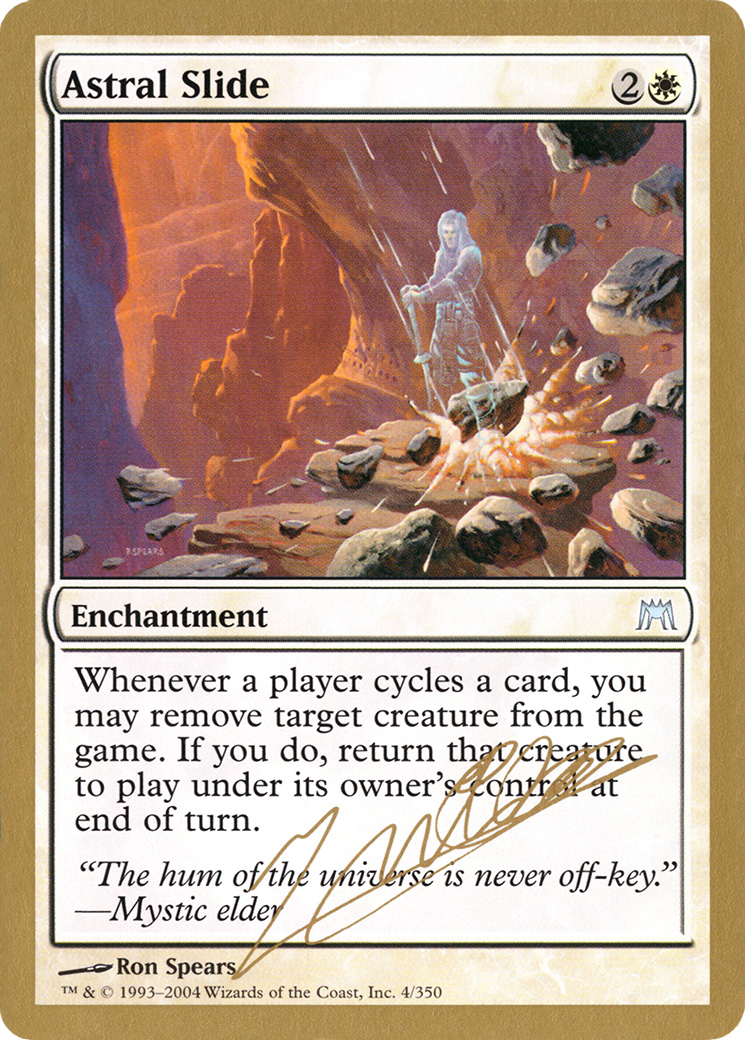 Astral Slide 2
R.SPEARS
Enchantment
Whenever a player cycles a card, you
may remove target creature from the
game. If you do, return that creature
to play under its owner's control at
end of turn.
“The hum of the universe is never off-key.”
—Mystic elder
Ron Spears
™ & © 1993–2004 Wizards of the Coast, Inc. 4/350